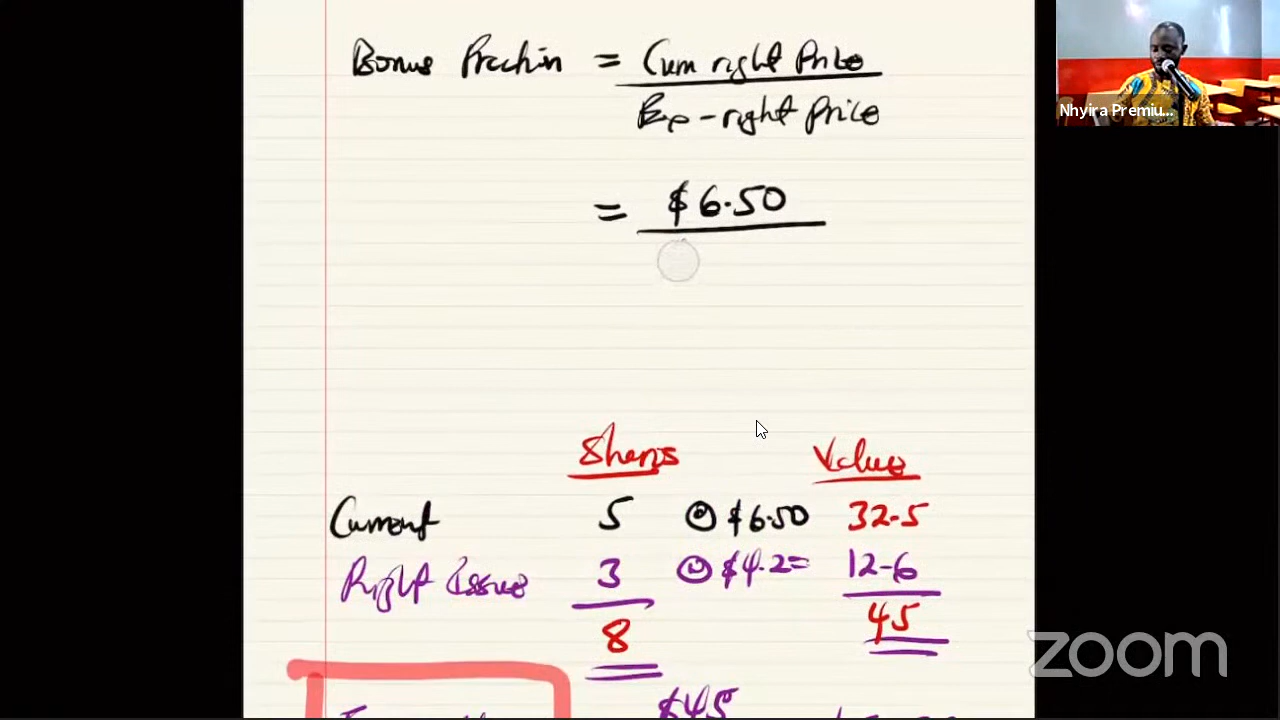 Bonus Fraction = Cum right Price
Ex-right Price
= $6.50
Nhyira Premiu...
Shares Value
Current 5 @ $6.50 32.5
Right Issue 3 @ $4.20 12.6
8 45
$45
zoom